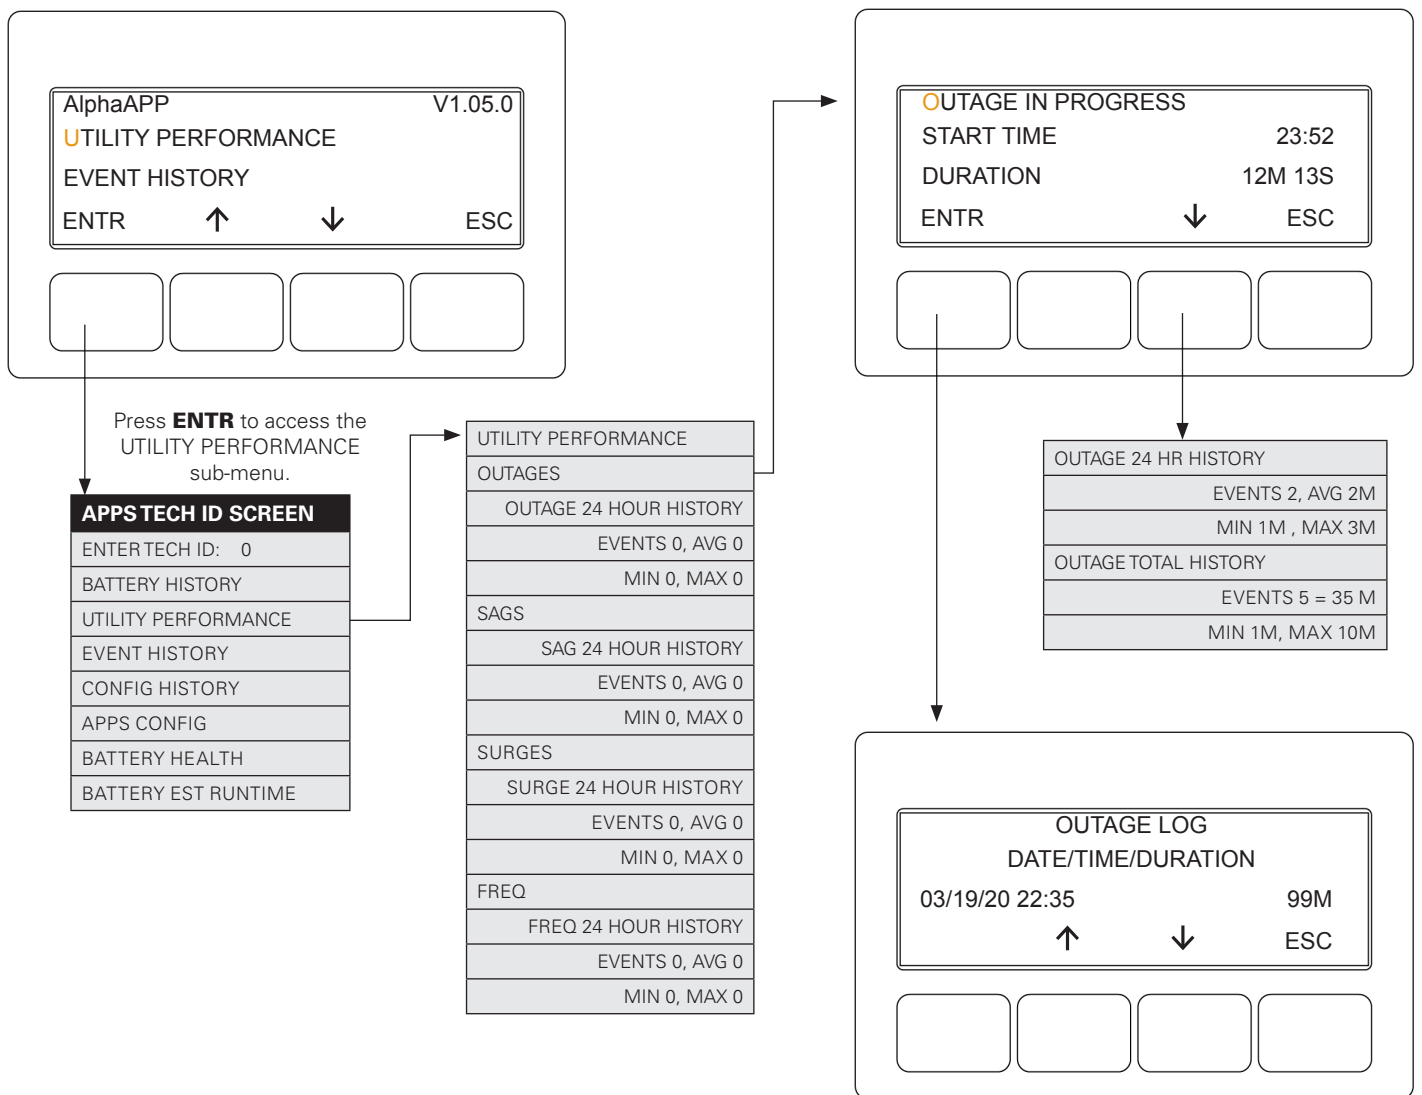 AlphaAPP V1.05.0
UTILITY PERFORMANCE
EVENT HISTORY
ENTR ↑ ↓ ESC
Press ENTR to access the
UTILITY PERFORMANCE
sub-menu.
APPS TECH ID SCREEN
ENTER TECH ID: 0
BATTERY HISTORY
UTILITY PERFORMANCE
EVENT HISTORY
CONFIG HISTORY
APPS CONFIG
BATTERY HEALTH
BATTERY EST RUNTIME
UTILITY PERFORMANCE
OUTAGES
OUTAGE 24 HOUR HISTORY
EVENTS 0, AVG 0
MIN 0, MAX 0
SAGS
SAG 24 HOUR HISTORY
EVENTS 0, AVG 0
MIN 0, MAX 0
SURGES
SURGE 24 HOUR HISTORY
EVENTS 0, AVG 0
MIN 0, MAX 0
FREQ
FREQ 24 HOUR HISTORY
EVENTS 0, AVG 0
MIN 0, MAX 0
OUTAGE IN PROGRESS
START TIME 23:52
DURATION 12M 13S
ENTR ↓ ESC
OUTAGE 24 HR HISTORY
EVENTS 2, AVG 2M
MIN 1M , MAX 3M
OUTAGE TOTAL HISTORY
EVENTS 5 = 35 M
MIN 1M, MAX 10M
OUTAGE LOG
DATE/TIME/DURATION
03/19/20 22:35 99M
↑ ↓ ESC